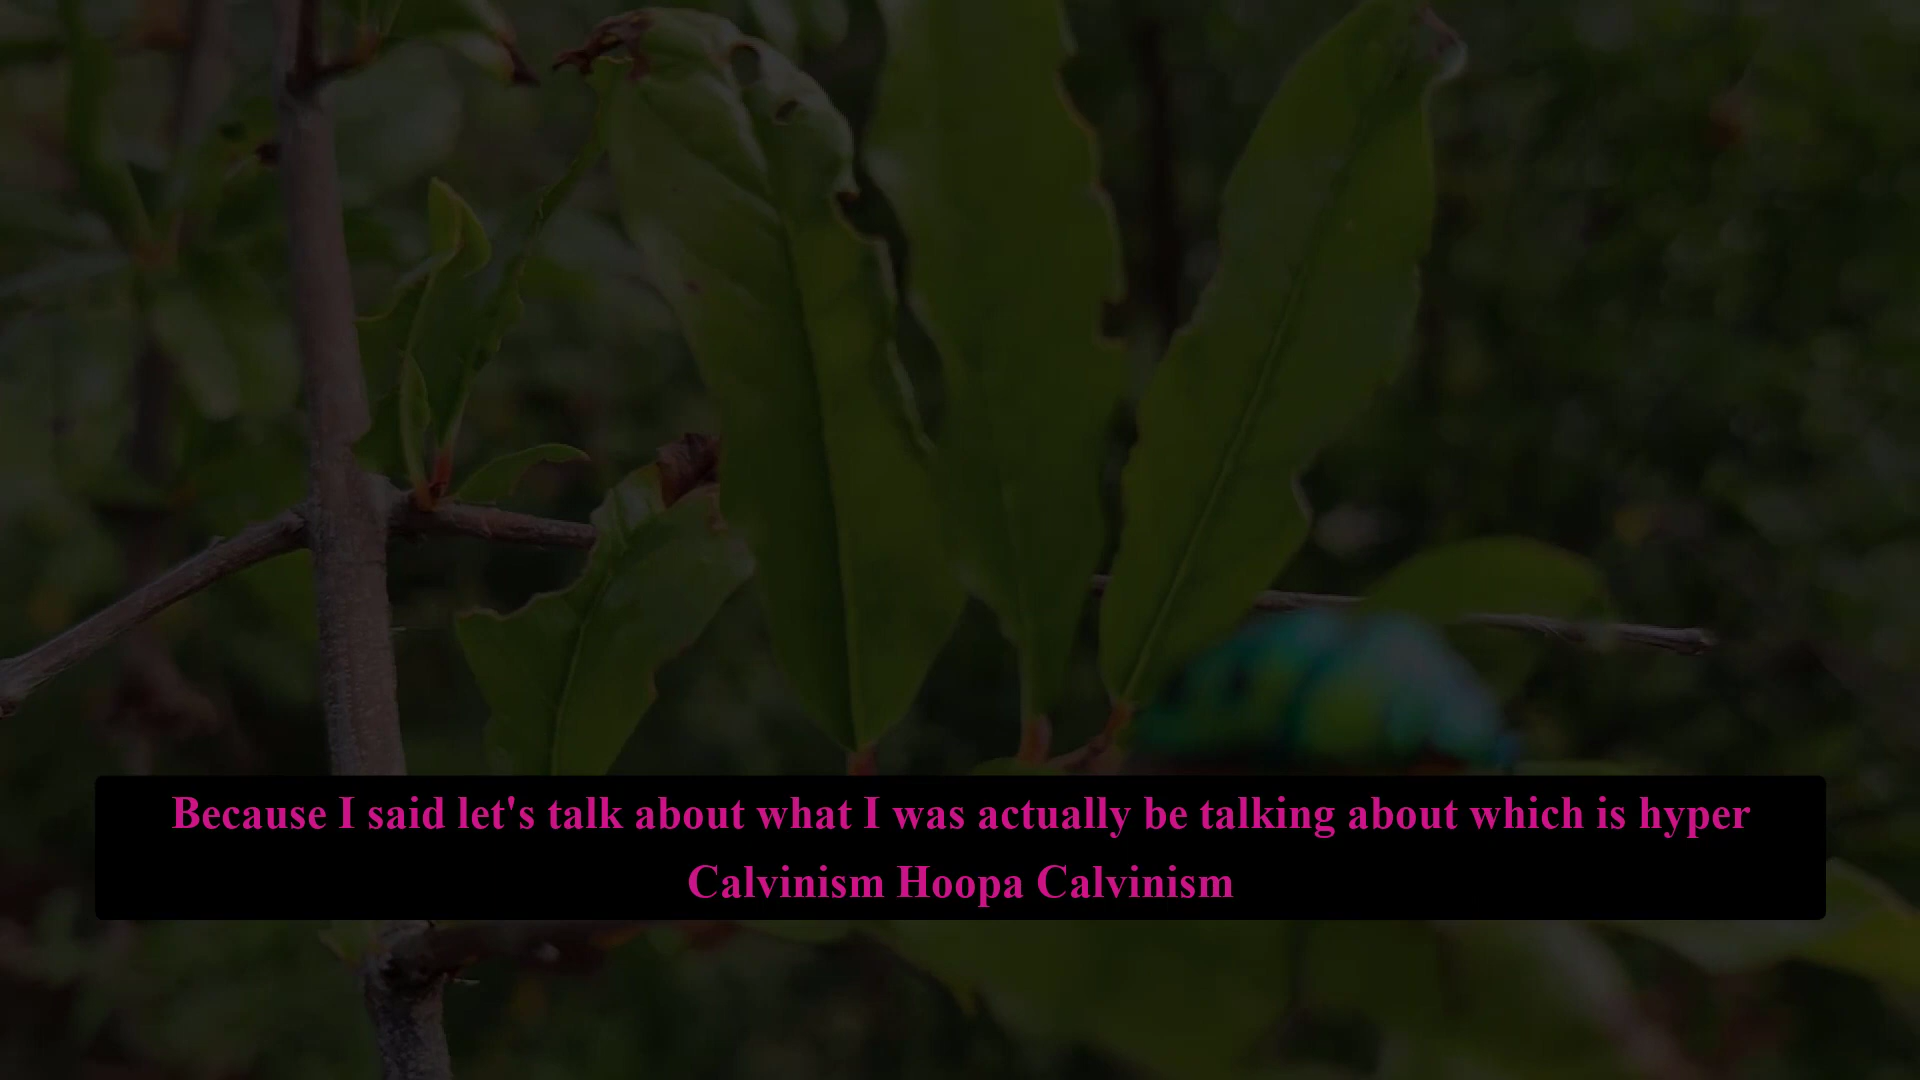 Because I said let's talk about what I was actually be talking about which is hyper
Calvinism Hoopa Calvinism